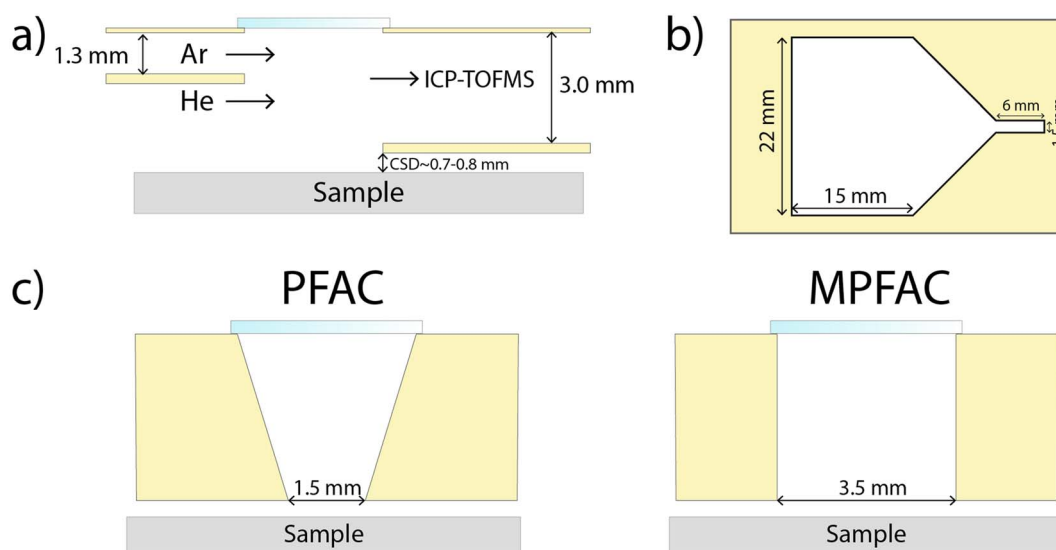 a)
Ar
1.3 mm
He
ICP-TOFMS
3.0 mm
CSD~0.7-0.8 mm
Sample
b)
22 mm
15 mm
6 mm
c)
PFAC
MPFAC
1.5 mm
3.5 mm
Sample
Sample